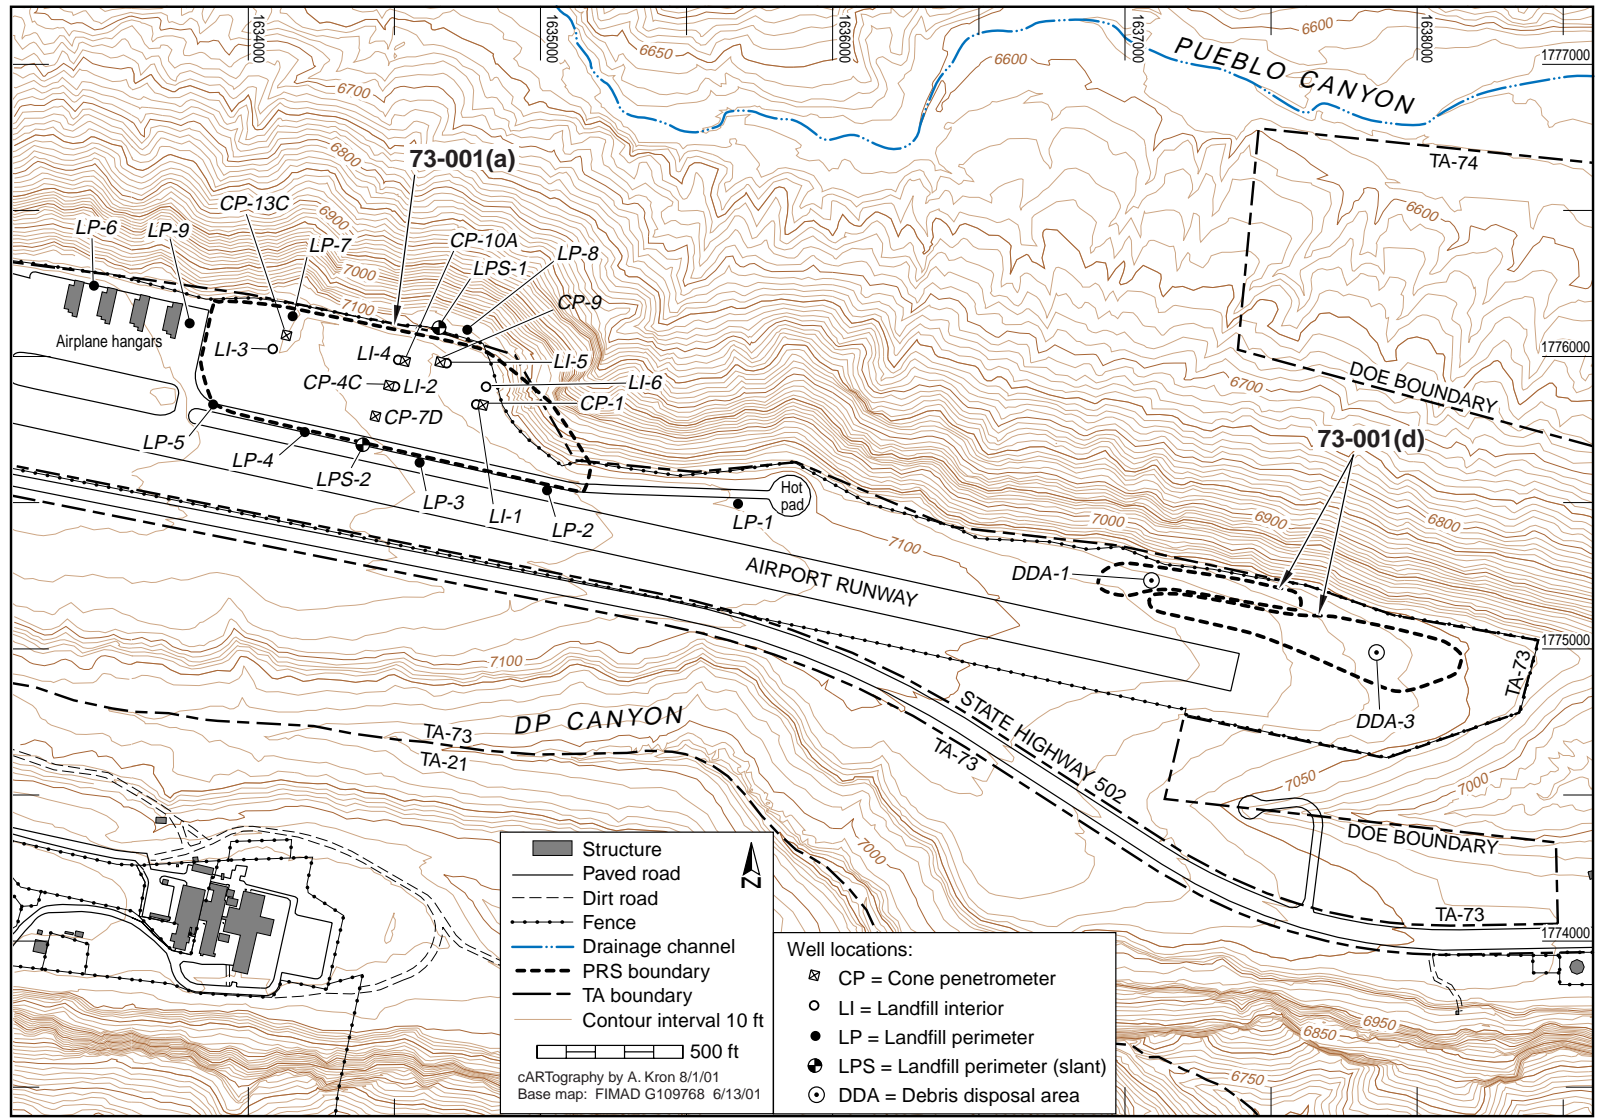 1634000
1635000
1636000
1637000
1638000
1777000
1776000
1775000
1774000
PUEBLO CANYON
6650
6600
6600
6700
6800
6900
7000
7100
73-001(a)
TA-74
6600
CP-13C
LP-6
LP-9
LP-7
CP-10A
LPS-1
LP-8
CP-9
Airplane hangars
LI-3
LI-4
LI-5
CP-4C
LI-2
LI-6
CP-7D
CP-1
LP-5
LP-4
LPS-2
LP-3
LI-1
LP-2
LP-1
Hot
pad
6700
DOE BOUNDARY
73-001(d)
7000
6900
6800
7100
AIRPORT RUNWAY
DDA-1
DDA-3
TA-73
7100
DP CANYON
TA-73
TA-21
STATE HIGHWAY 502
TA-73
7050
7000
DOE BOUNDARY
7000
TA-73
6950
6850
6750
Structure
Paved road
Dirt road
Fence
Drainage channel
PRS boundary
TA boundary
Contour interval 10 ft
N
500 ft
cARTography by A. Kron 8/1/01
Base map: FIMAD G109768 6/13/01
Well locations:
CP = Cone penetrometer
LI = Landfill interior
LP = Landfill perimeter
LPS = Landfill perimeter (slant)
DDA = Debris disposal area